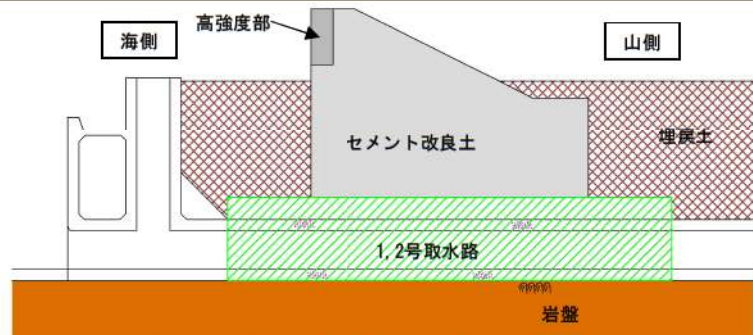 高強度部
海側
山側
セメント改良土
埋戻土
1,2号取水路
岩盤